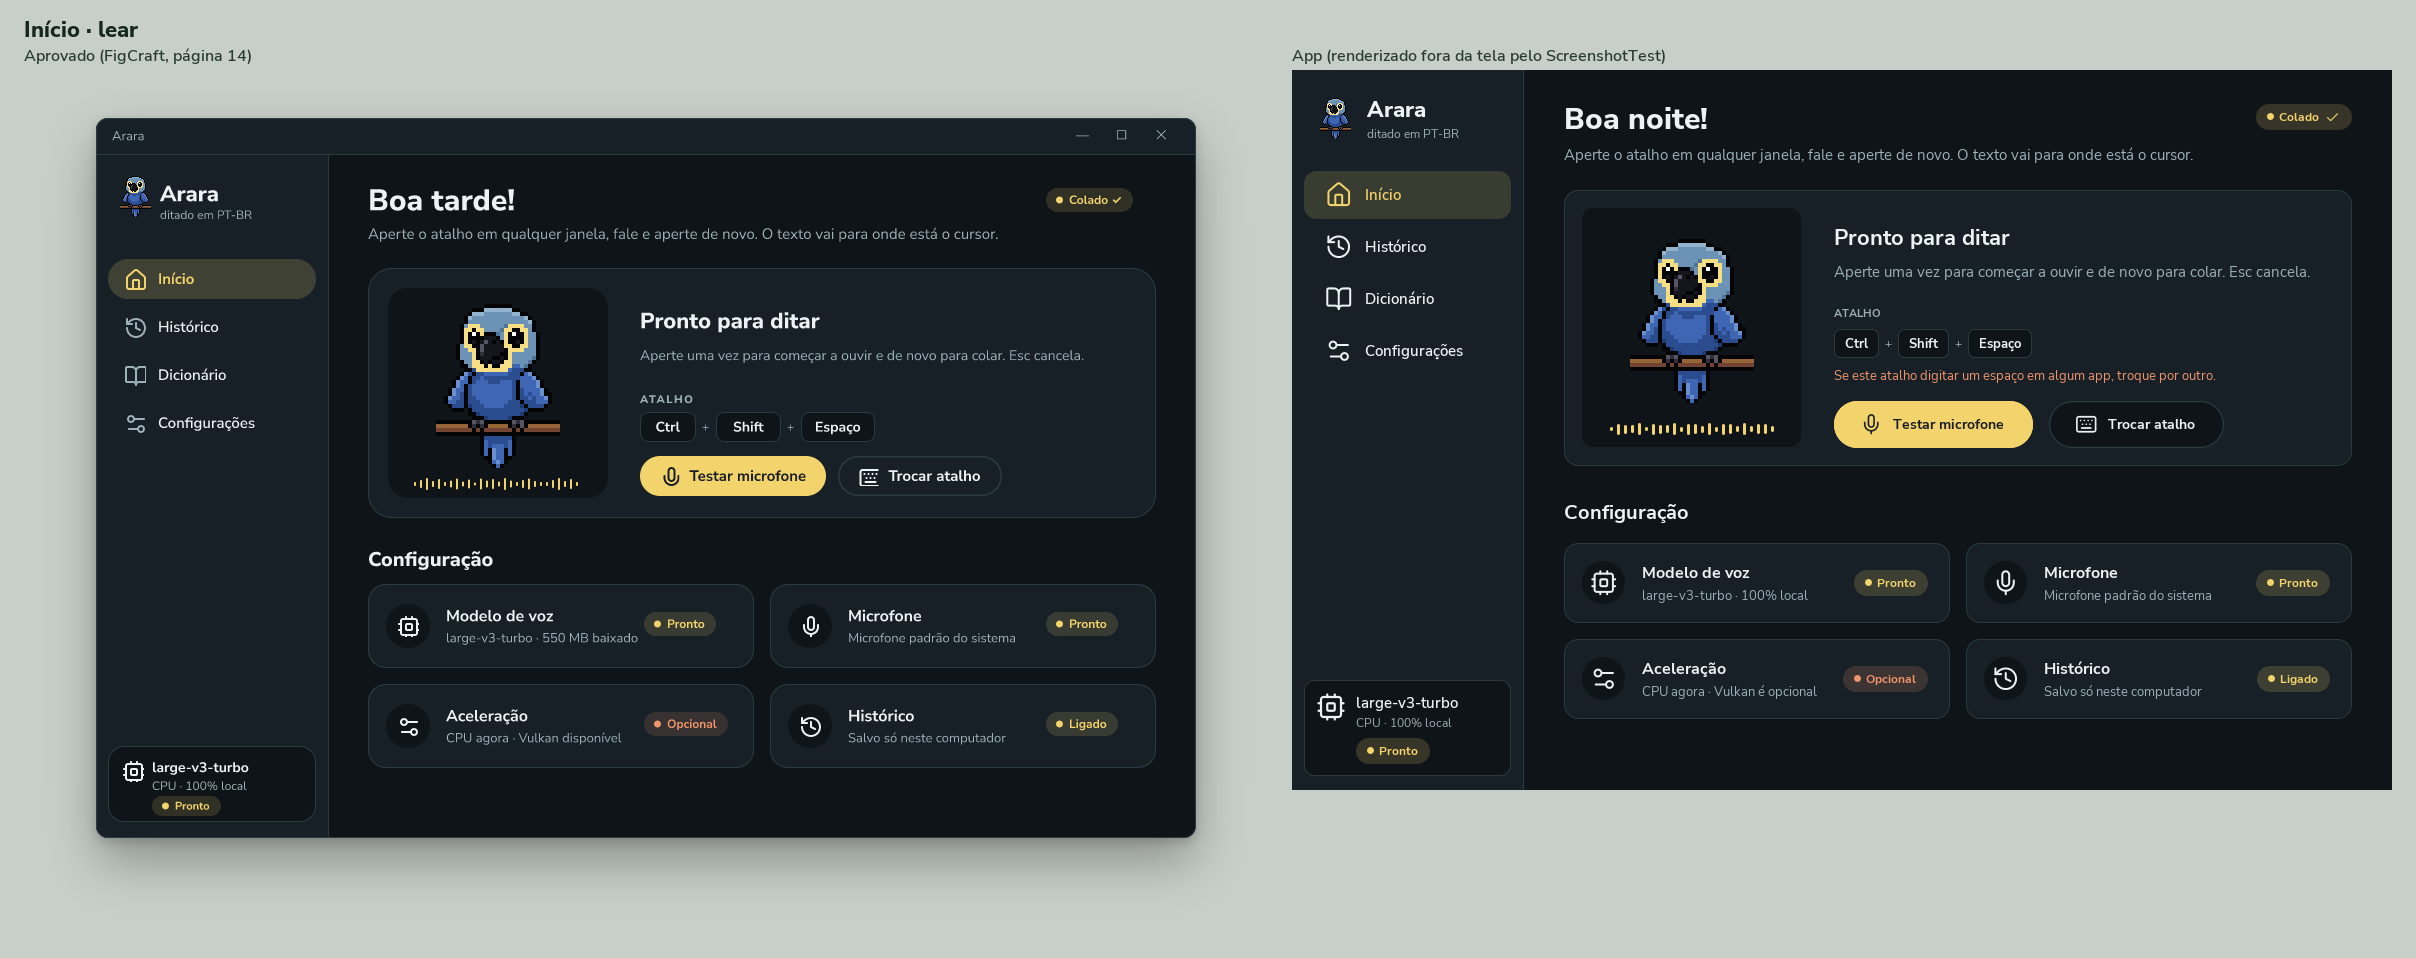 Início · lear
Aprovado (FigCraft, página 14)
Arara
Arara
ditado em PT-BR
Início
Histórico
Dicionário
Configurações
large-v3-turbo
CPU · 100% local
Pronto
Boa tarde!
Colado
Aperte o atalho em qualquer janela, fale e aperte de novo. O texto vai para onde está o cursor.
Pronto para ditar
Aperte uma vez para começar a ouvir e de novo para colar. Esc cancela.
ATALHO
Ctrl + Shift + Espaço
Testar microfone
Trocar atalho
Configuração
Modelo de voz
large-v3-turbo · 550 MB baixado
Pronto
Microfone
Microfone padrão do sistema
Pronto
Aceleração
CPU agora · Vulkan disponível
Opcional
Histórico
Salvo só neste computador
Ligado
App (renderizado fora da tela pelo ScreenshotTest)
Arara
ditado em PT-BR
Início
Histórico
Dicionário
Configurações
large-v3-turbo
CPU · 100% local
Pronto
Boa noite!
Colado
Aperte o atalho em qualquer janela, fale e aperte de novo. O texto vai para onde está o cursor.
Pronto para ditar
Aperte uma vez para começar a ouvir e de novo para colar. Esc cancela.
ATALHO
Ctrl + Shift + Espaço
Se este atalho digitar um espaço em algum app, troque por outro.
Testar microfone
Trocar atalho
Configuração
Modelo de voz
large-v3-turbo · 100% local
Pronto
Microfone
Microfone padrão do sistema
Pronto
Aceleração
CPU agora · Vulkan é opcional
Opcional
Histórico
Salvo só neste computador
Ligado